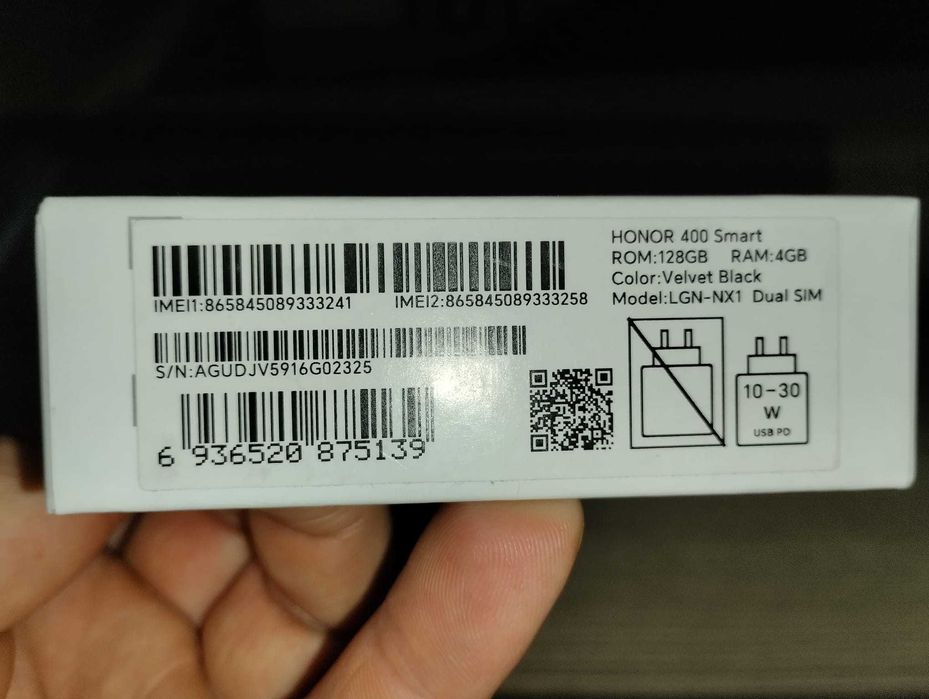 HONOR 400 Smart
ROM:128GB RAM:4GB
Color:Velvet Black
Model:LGN-NX1 Dual SiM
IMEI1:865845089333241 IMEI2:865845089333258
S/N:AGUDJV5916G02325
6 936520 875139
10-30
W
USB PD